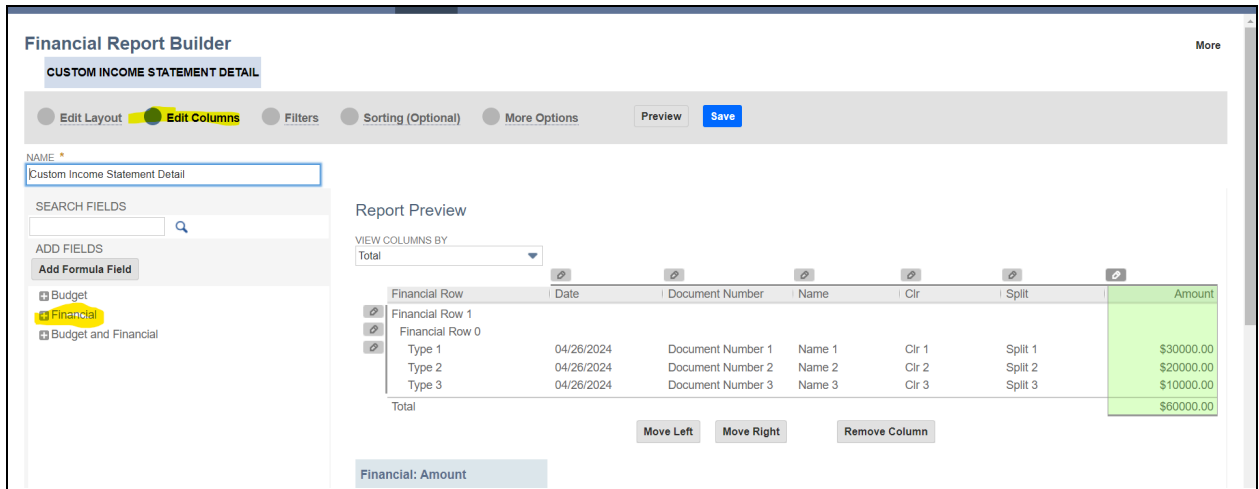 Financial Report Builder
More
CUSTOM INCOME STATEMENT DETAIL
Edit Layout Edit Columns Filters Sorting (Optional) More Options Preview Save
NAME *
Custom Income Statement Detail
SEARCH FIELDS
ADD FIELDS
Add Formula Field
Budget
Financial
Budget and Financial
Report Preview
VIEW COLUMNS BY
Total
Financial Row Date Document Number Name Clr Split Amount
Financial Row 1
Financial Row 0
Type 1 04/26/2024 Document Number 1 Name 1 Clr 1 Split 1 $30000.00
Type 2 04/26/2024 Document Number 2 Name 2 Clr 2 Split 2 $20000.00
Type 3 04/26/2024 Document Number 3 Name 3 Clr 3 Split 3 $10000.00
Total $60000.00
Move Left Move Right Remove Column
Financial: Amount